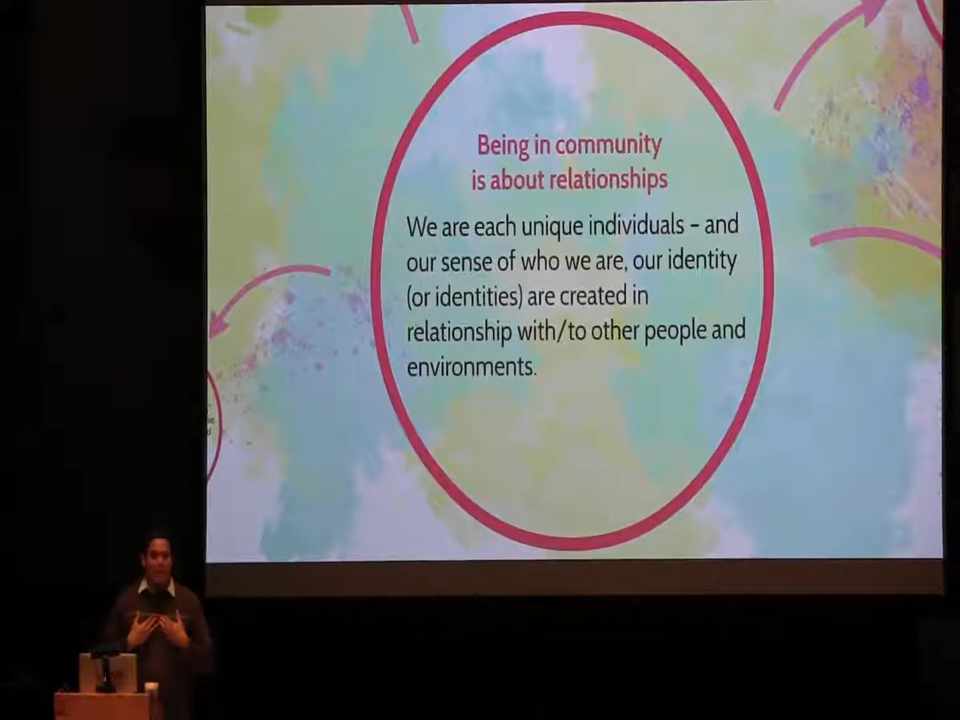 Being in community
is about relationships
We are each unique individuals – and
our sense of who we are, our identity
(or identities) are created in
relationship with/to other people and
environments.